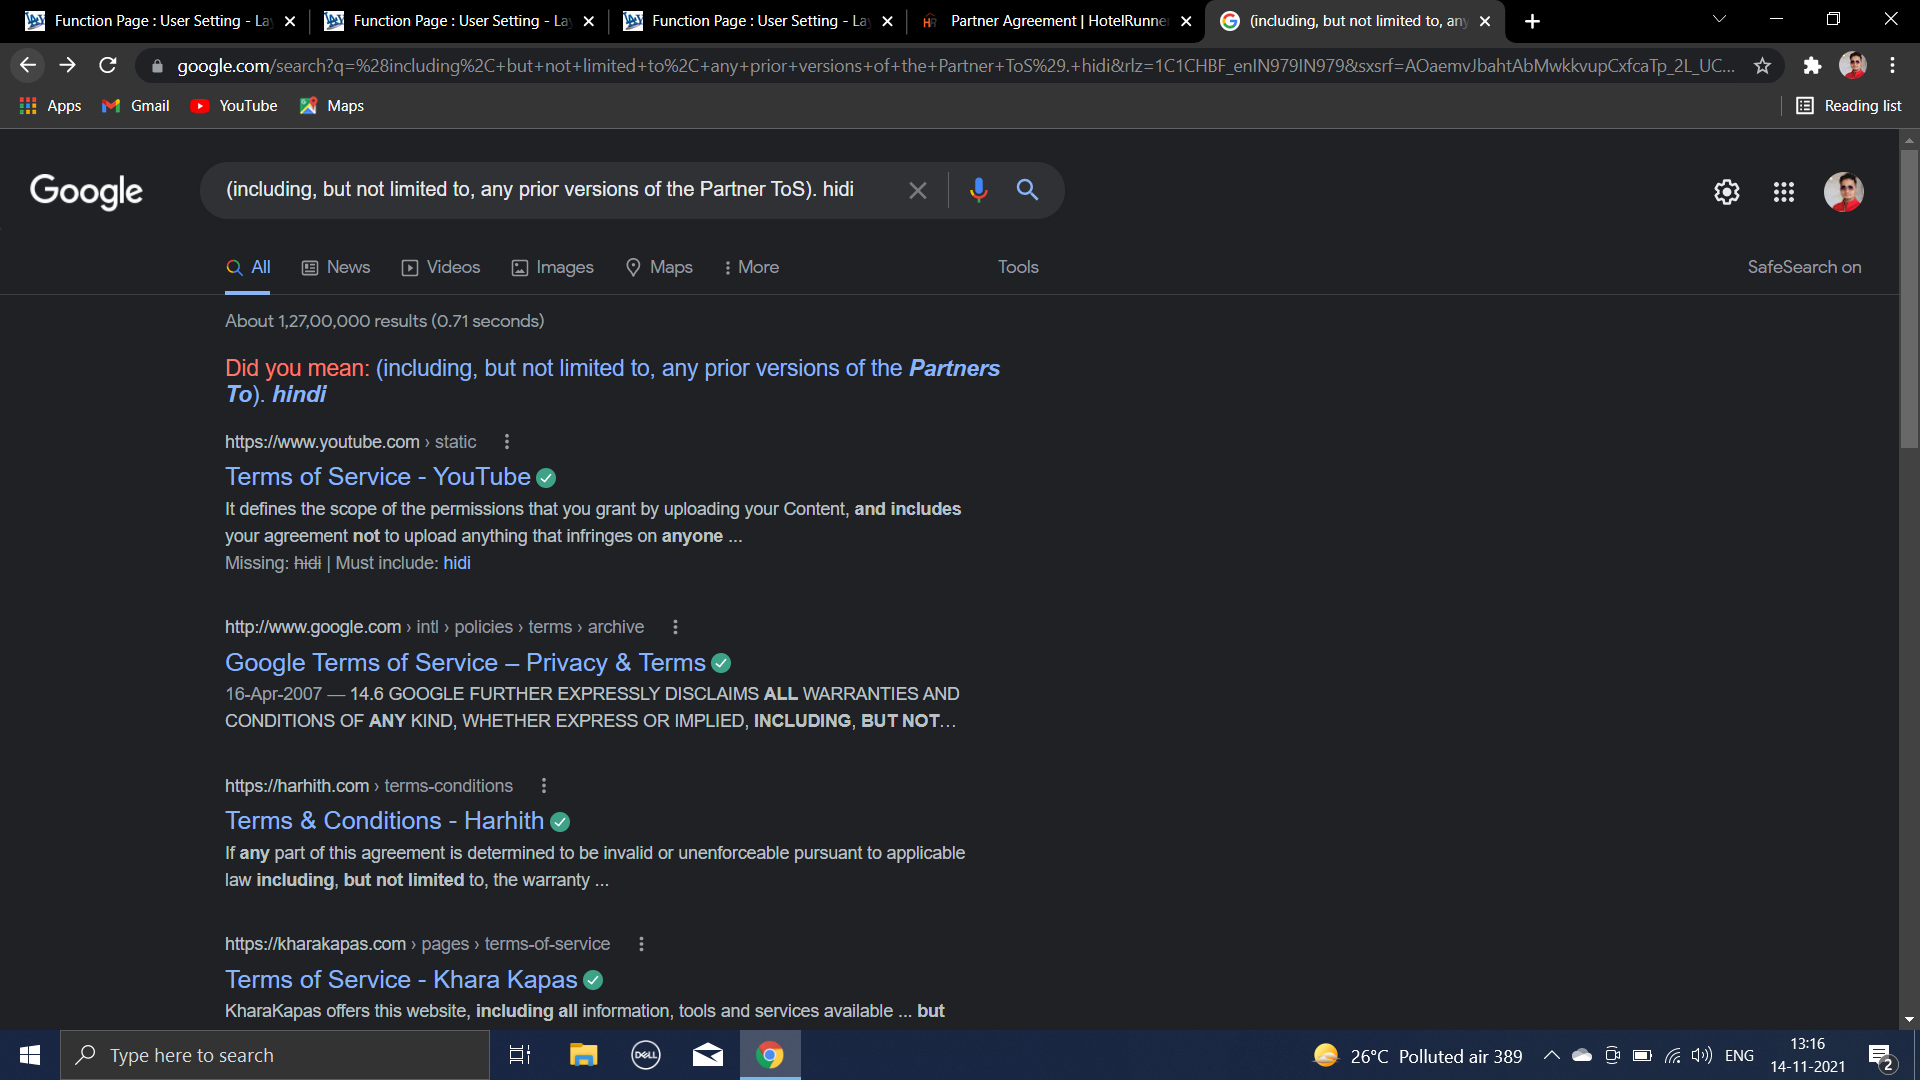 Function Page : User Setting - La
Function Page : User Setting - La
Function Page : User Setting - La
Partner Agreement | HotelRunner
(including, but not limited to, any
google.com/search?q=%28including%2C+but+not+limited+to%2C+any+prior+versions+of+the+Partner+ToS%29.+hidi&rlz=1C1CHBF_enIN979IN979&sxsrf=AOaemvJbahtAbMwkkvupCxfcaTp_2L_UC...
Apps
Gmail
YouTube
Maps
Reading list
Google
(including, but not limited to, any prior versions of the Partner ToS). hidi
All
News
Videos
Images
Maps
More
Tools
SafeSearch on
About 1,27,00,000 results (0.71 seconds)
Did you mean: (including, but not limited to, any prior versions of the Partners
To). hindi
https://www.youtube.com › static
Terms of Service - YouTube
It defines the scope of the permissions that you grant by uploading your Content, and includes
your agreement not to upload anything that infringes on anyone ...
Missing: hidi | Must include: hidi
http://www.google.com › intl › policies › terms › archive
Google Terms of Service – Privacy & Terms
16-Apr-2007 — 14.6 GOOGLE FURTHER EXPRESSLY DISCLAIMS ALL WARRANTIES AND
CONDITIONS OF ANY KIND, WHETHER EXPRESS OR IMPLIED, INCLUDING, BUT NOT...
https://harhith.com › terms-conditions
Terms & Conditions - Harhith
If any part of this agreement is determined to be invalid or unenforceable pursuant to applicable
law including, but not limited to, the warranty ...
https://kharakapas.com › pages › terms-of-service
Terms of Service - Khara Kapas
KharaKapas offers this website, including all information, tools and services available ... but
Type here to search
DELL
26°C Polluted air 389
ENG
13:16
14-11-2021
2